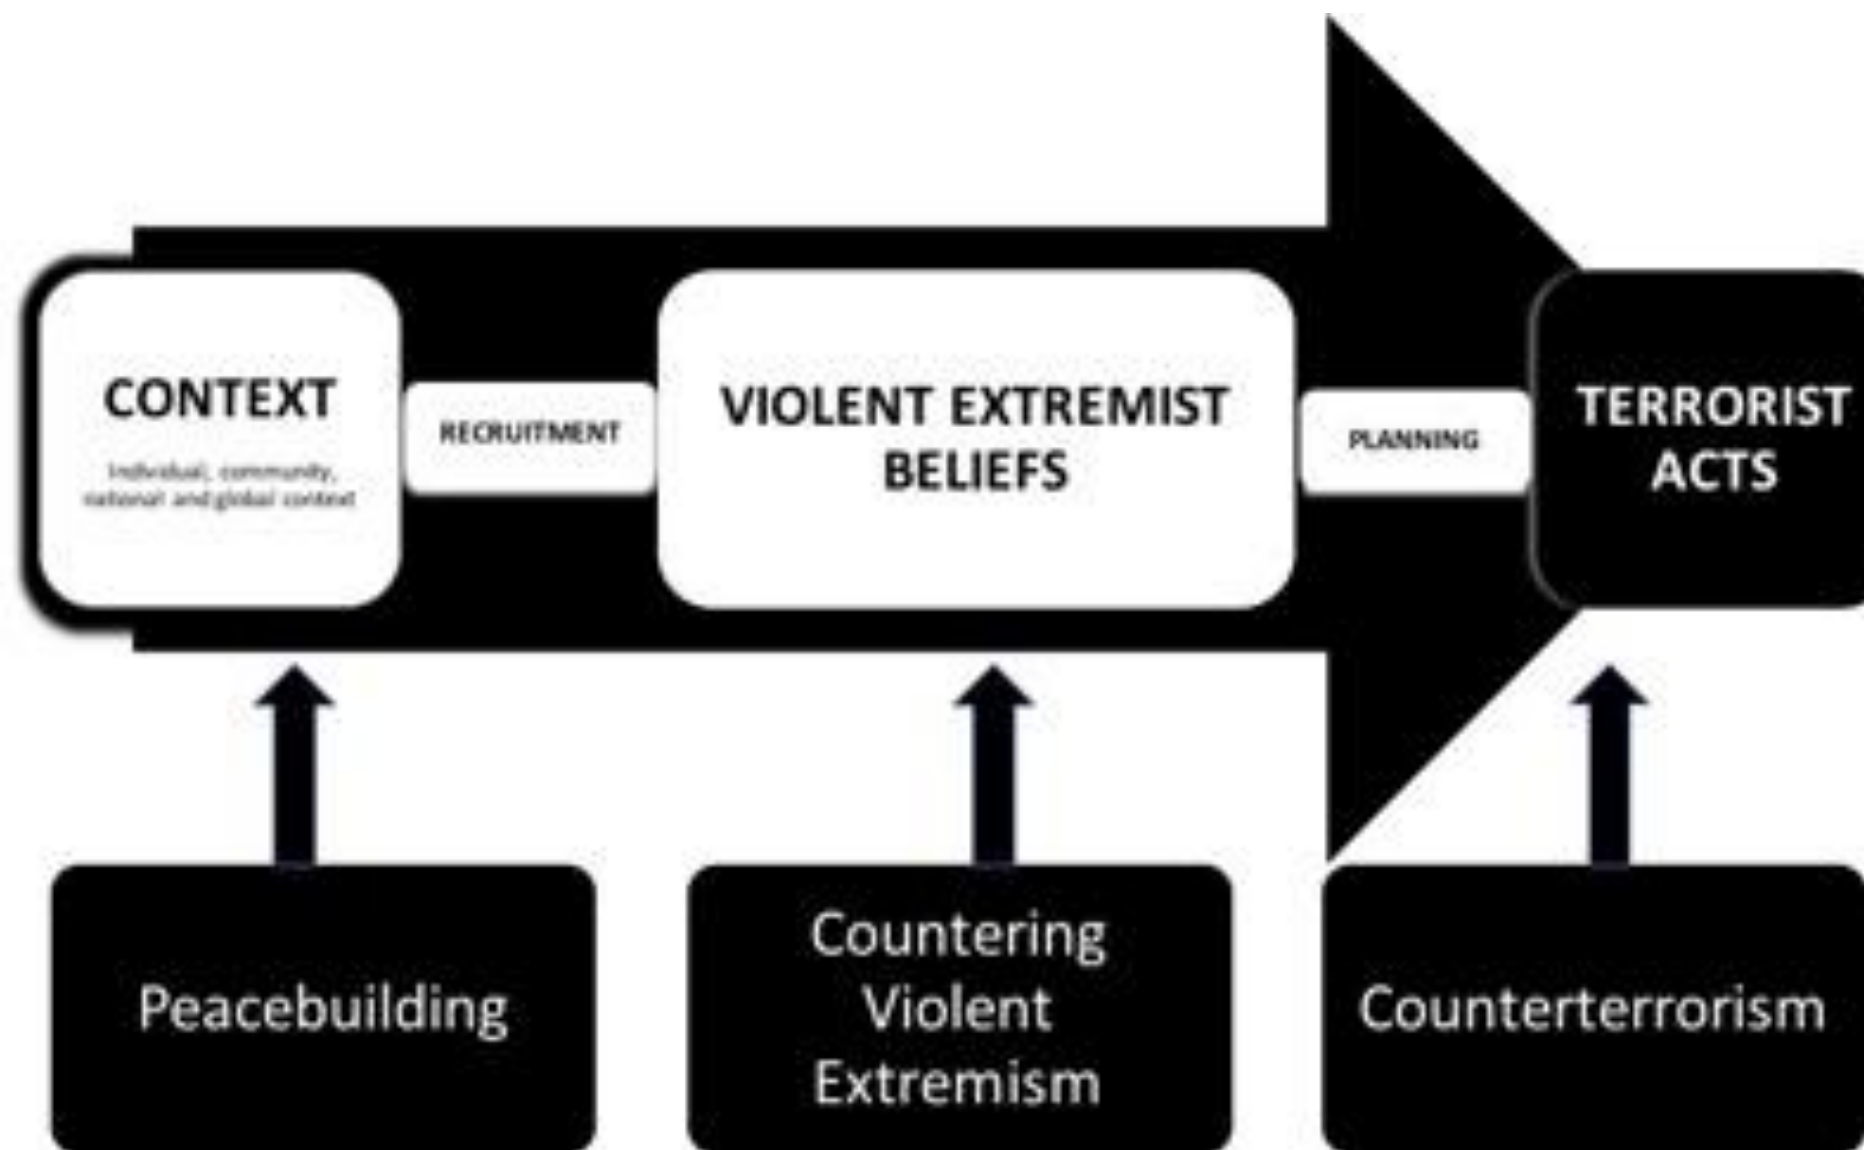 CONTEXT
Individual, community,
national and global context
RECRUITMENT
VIOLENT EXTREMIST
BELIEFS
PLANNING
TERRORIST
ACTS
Peacebuilding
Countering
Violent
Extremism
Counterterrorism